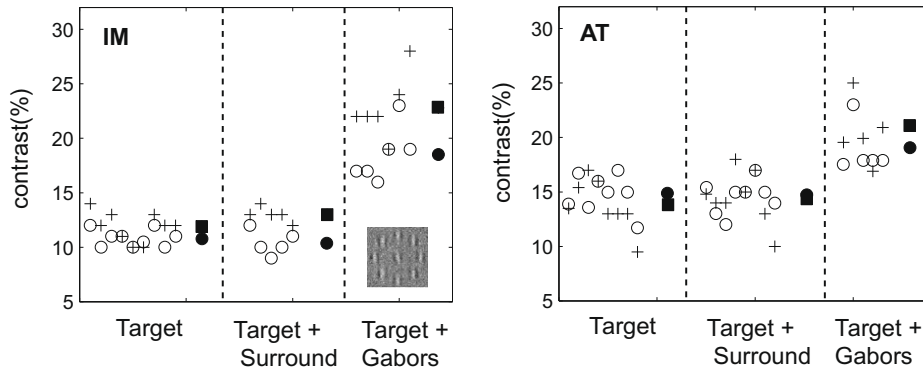 IM
contrast(%)
30
25
20
15
10
5
Target
Target +
Surround
Target +
Gabors
AT
contrast(%)
30
25
20
15
10
5
Target
Target +
Surround
Target +
Gabors